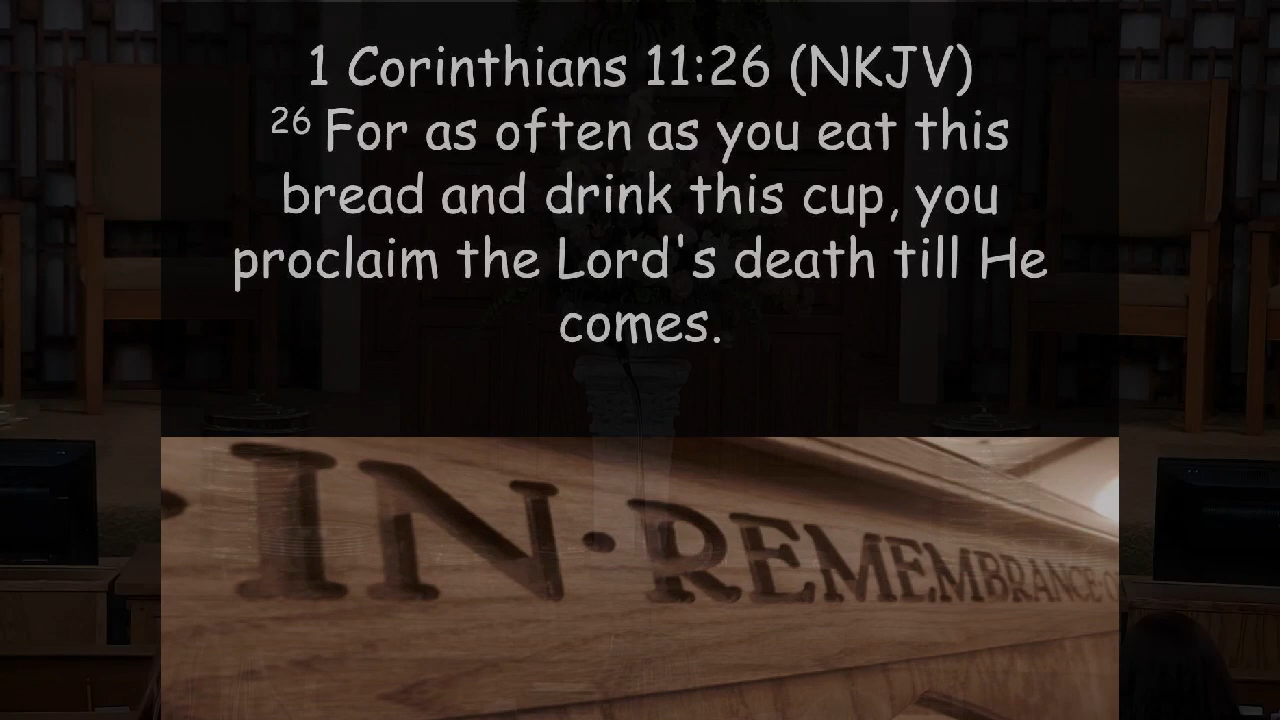 1 Corinthians 11:26 (NKJV)
26 For as often as you eat this
bread and drink this cup, you
proclaim the Lord's death till He
comes.
IN·REMEMBRANCE·O